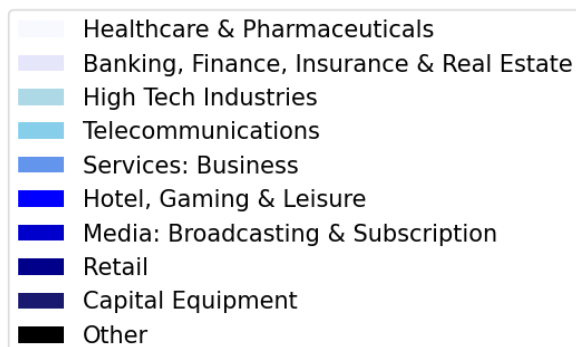 Healthcare & Pharmaceuticals
Banking, Finance, Insurance & Real Estate
High Tech Industries
Telecommunications
Services: Business
Hotel, Gaming & Leisure
Media: Broadcasting & Subscription
Retail
Capital Equipment
Other